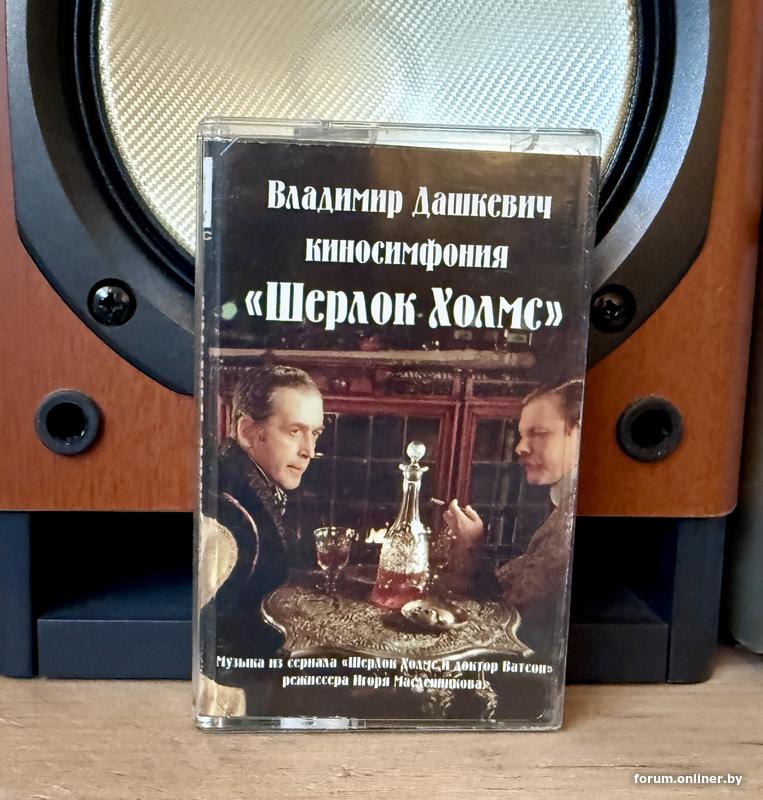 Владимир Дашкевич
киносимфония
«Шерлок Холмс»
Музыка из сериала «Шерлок Холмс и доктор Ватсон»
режиссера Игоря Масленникова
forum.onliner.by